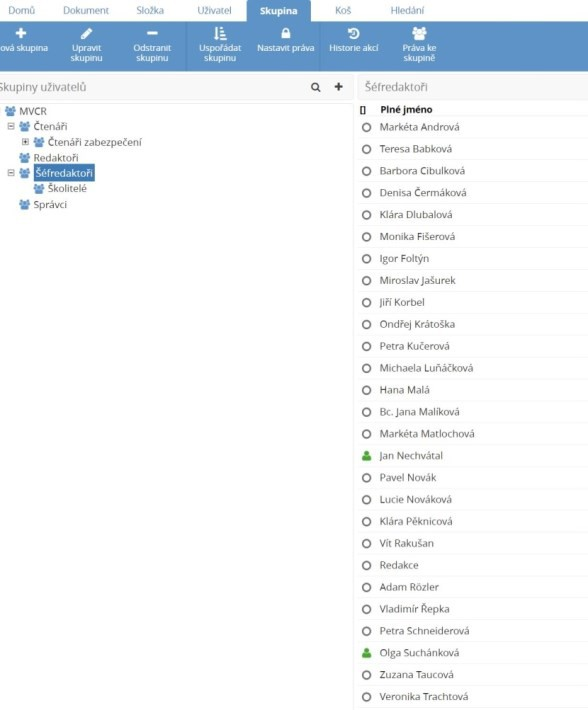 Domů Dokument Složka Uživatel Skupina Koš Hledání
ová skupina Upravit skupinu Odstranit skupinu Uspořádat skupinu Nastavit práva Historie akcí Práva ke skupině
Skupiny uživatelů
MVCR
Čtenáři
Čtenáři zabezpečení
Redaktoři
Šéfredaktoři
Školitelé
Správci
Šéfredaktoři
[] Plné jméno
Markéta Andrová
Teresa Babková
Barbora Cibulková
Denisa Čermáková
Klára Dlubalová
Monika Fišerová
Igor Foltýn
Miroslav Jašurek
Jiří Korbel
Ondřej Krátoška
Petra Kučerová
Michaela Luňáčková
Hana Malá
Bc. Jana Malíková
Markéta Matlochová
Jan Nechvátal
Pavel Novák
Lucie Nováková
Klára Pěknicová
Vít Rakušan
Redakce
Adam Rözler
Vladimír Řepka
Petra Schneiderová
Olga Suchánková
Zuzana Taucová
Veronika Trachtová